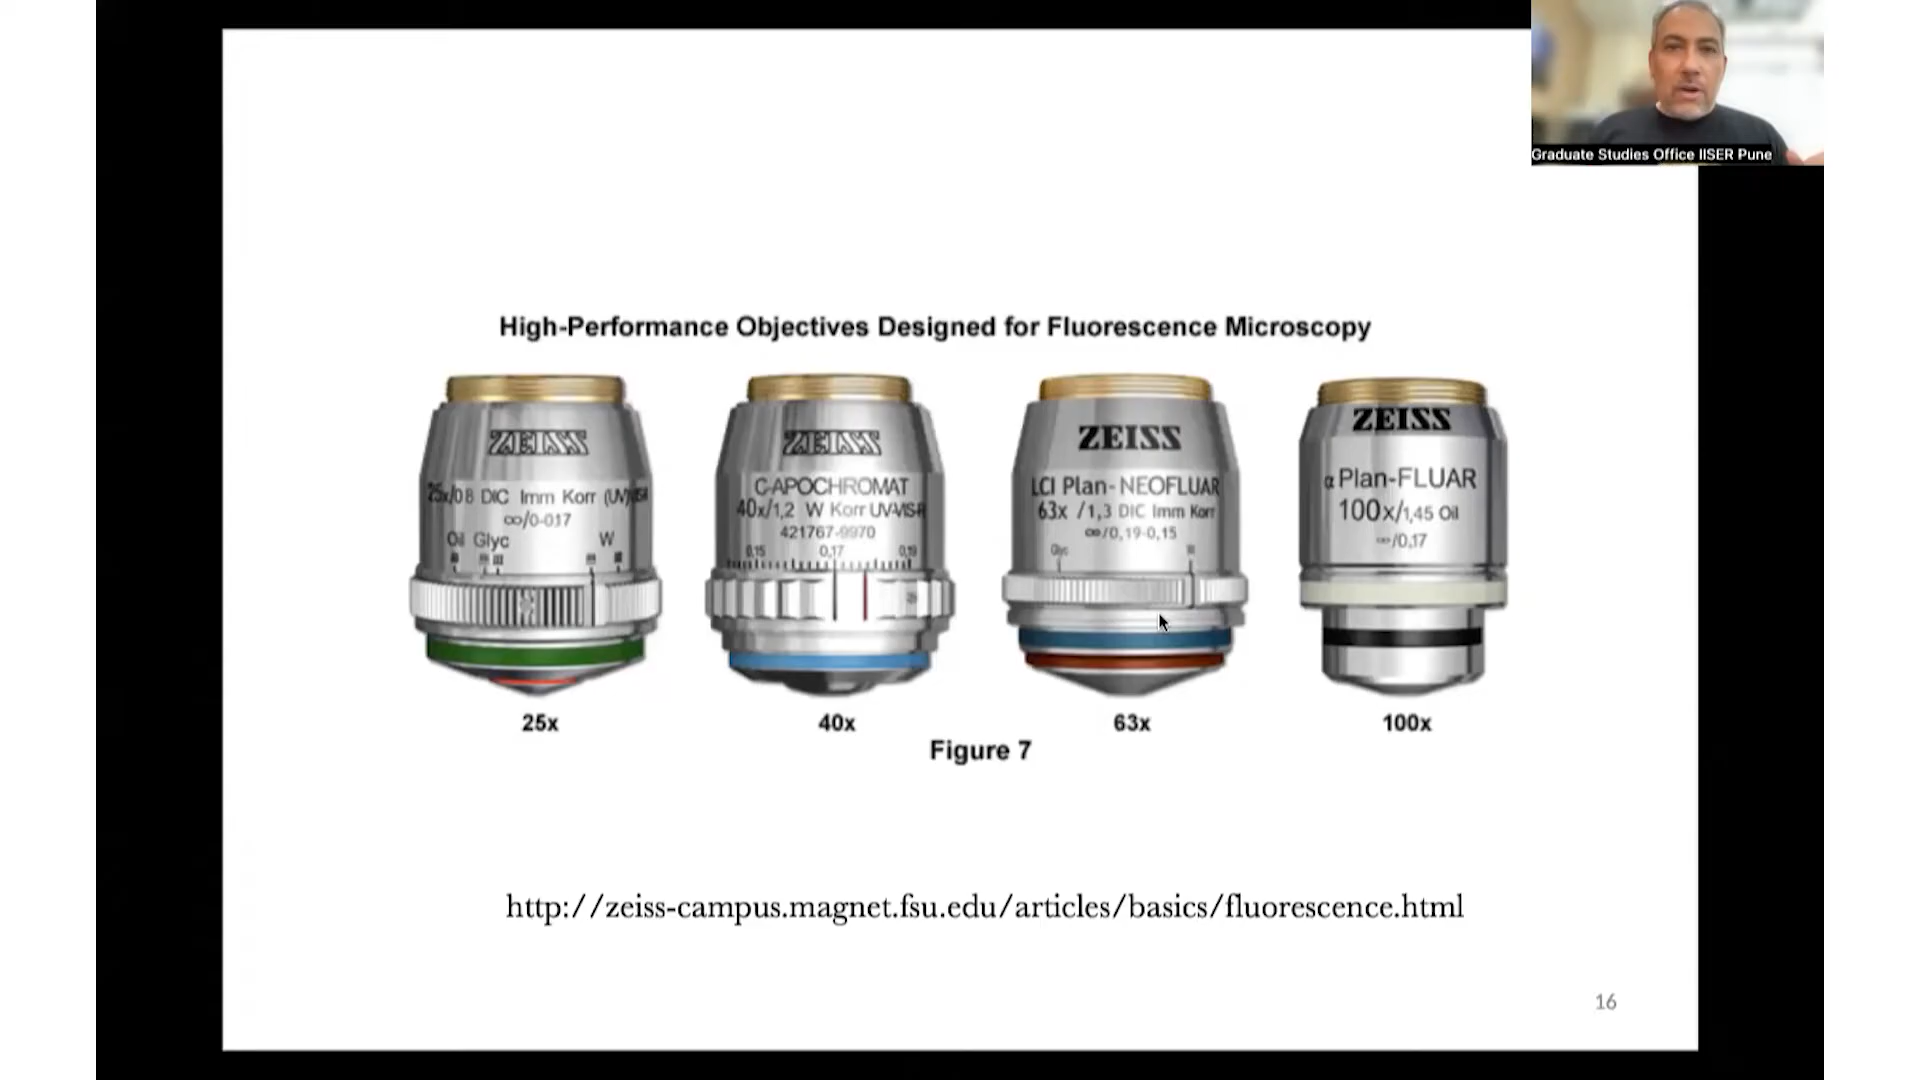 Graduate Studies Office IISER Pune
High-Performance Objectives Designed for Fluorescence Microscopy
ZEISS
25x/0.8 DIC Imm Korr (UV)VIS-IR
∞/0-0.17
Oil Glyc W
25x
ZEISS
C-APOCHROMAT
40x/1,2 W Korr UV-VIS-IR
421767-9970
0,15 0,17 0,19
40x
ZEISS
LCI Plan-NEOFLUAR
63x /1,3 DIC Imm Korr
∞/0,19-0,15
Glyc
63x
ZEISS
α Plan-FLUAR
100x/1,45 Oil
∞/0,17
100x
Figure 7
http://zeiss-campus.magnet.fsu.edu/articles/basics/fluorescence.html
16